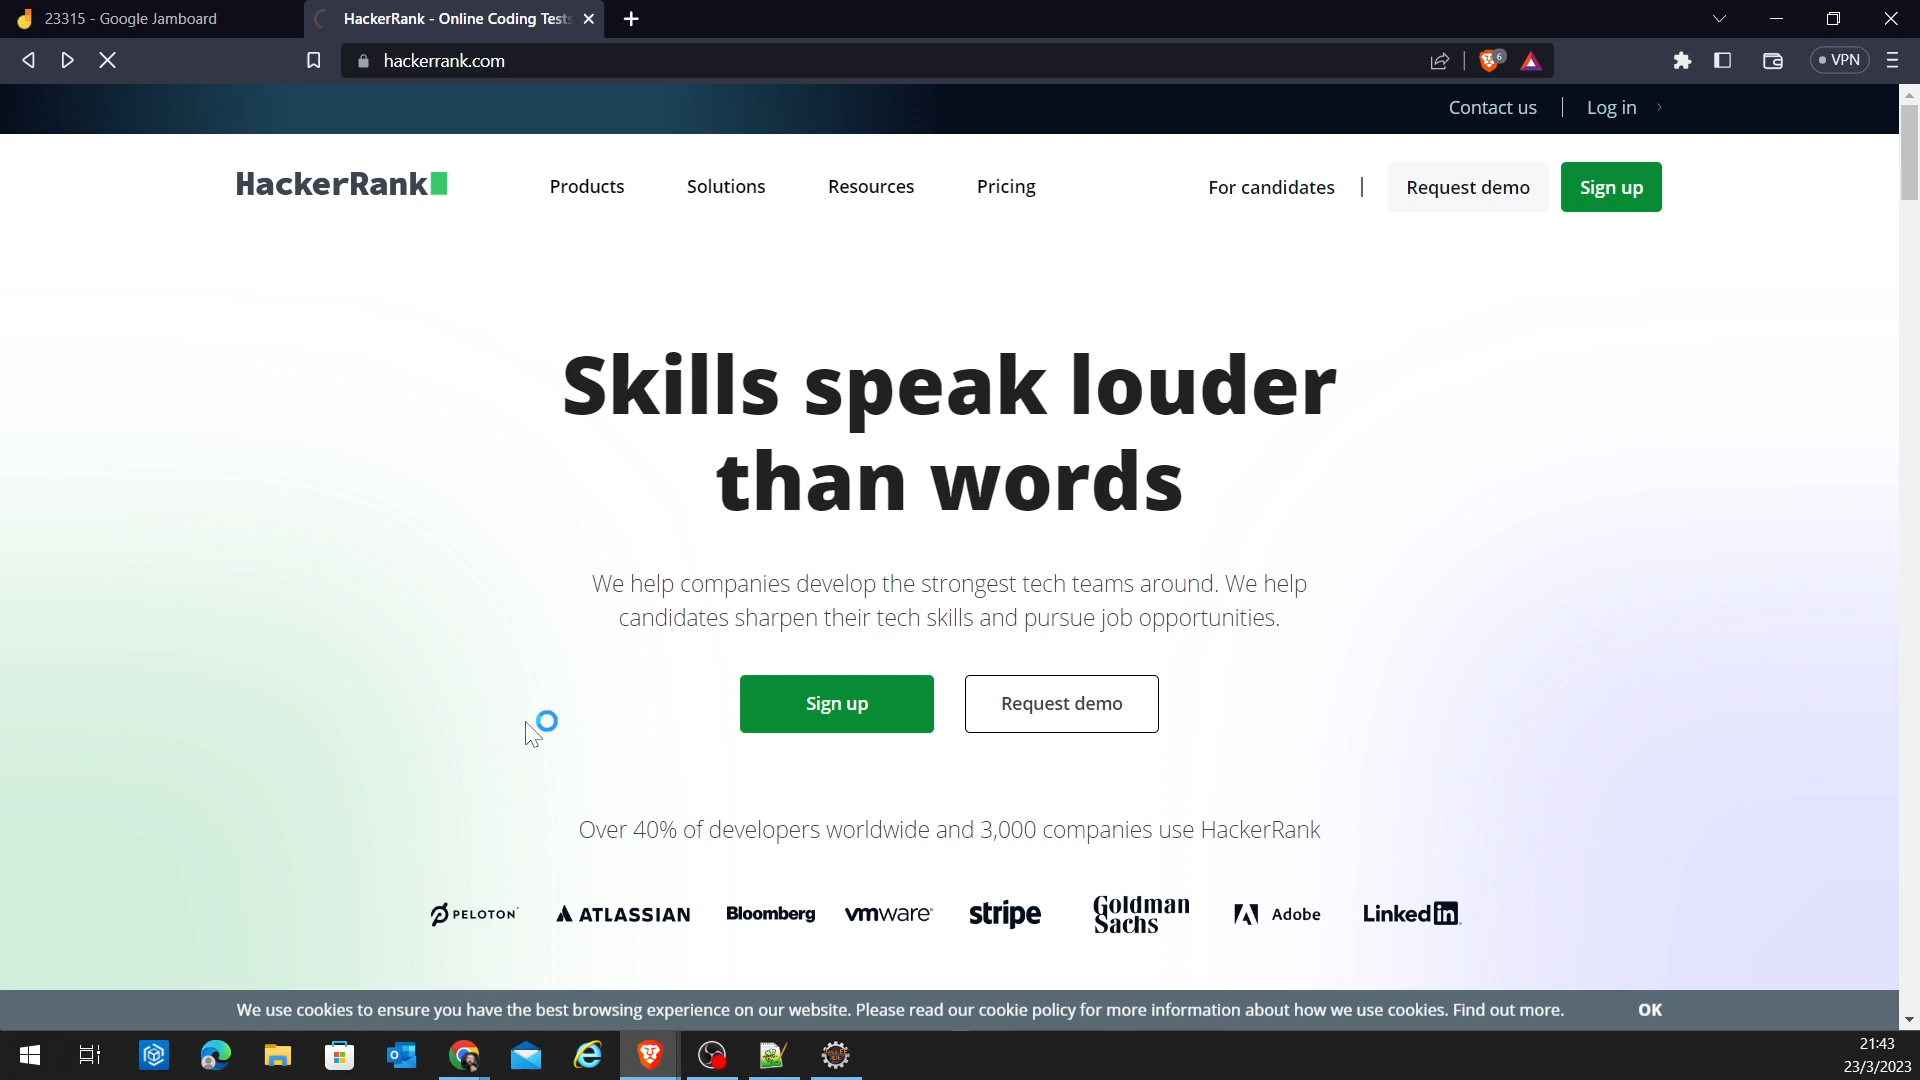 23315 - Google Jamboard
HackerRank - Online Coding Tests
hackerrank.com
6
VPN
Contact us
Log in
HackerRank
Products
Solutions
Resources
Pricing
For candidates
Request demo
Sign up
Skills speak louder
than words
We help companies develop the strongest tech teams around. We help
candidates sharpen their tech skills and pursue job opportunities.
Sign up
Request demo
Over 40% of developers worldwide and 3,000 companies use HackerRank
PELOTON
ATLASSIAN
Bloomberg
vmware
stripe
Goldman
Sachs
Adobe
LinkedIn
We use cookies to ensure you have the best browsing experience on our website. Please read our cookie policy for more information about how we use cookies. Find out more.
OK
21:43
23/3/2023